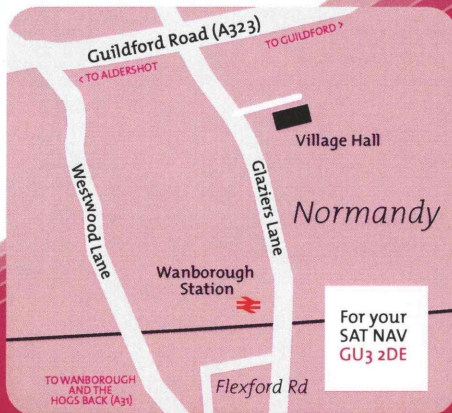 Guildford Road (A323)
TO GUILDFORD >
< TO ALDERSHOT
Village Hall
Westwood Lane
Glaziers Lane
Normandy
Wanborough
Station
For your
SAT NAV
GU3 2DE
TO WANBOROUGH
AND THE
HOGS BACK (A31)
Flexford Rd